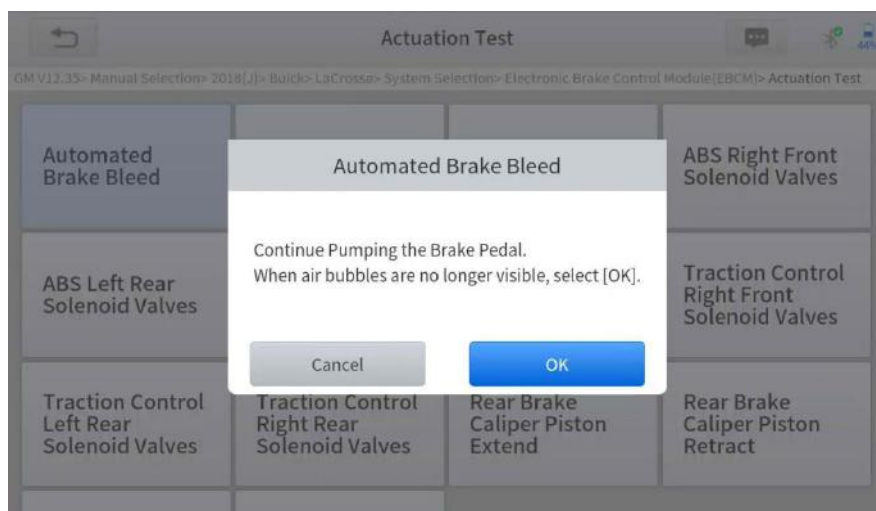 Actuation Test
44%
GM V12.35> Manual Selection> 2018(J)> Buick> LaCrosse> System Selection> Electronic Brake Control Module(EBCM)> Actuation Test
Automated
Brake Bleed
ABS Right Front
Solenoid Valves
Automated Brake Bleed
Continue Pumping the Brake Pedal.
When air bubbles are no longer visible, select [OK].
Cancel
OK
ABS Left Rear
Solenoid Valves
Traction Control
Right Front
Solenoid Valves
Traction Control
Left Rear
Solenoid Valves
Traction Control
Right Rear
Solenoid Valves
Rear Brake
Caliper Piston
Extend
Rear Brake
Caliper Piston
Retract